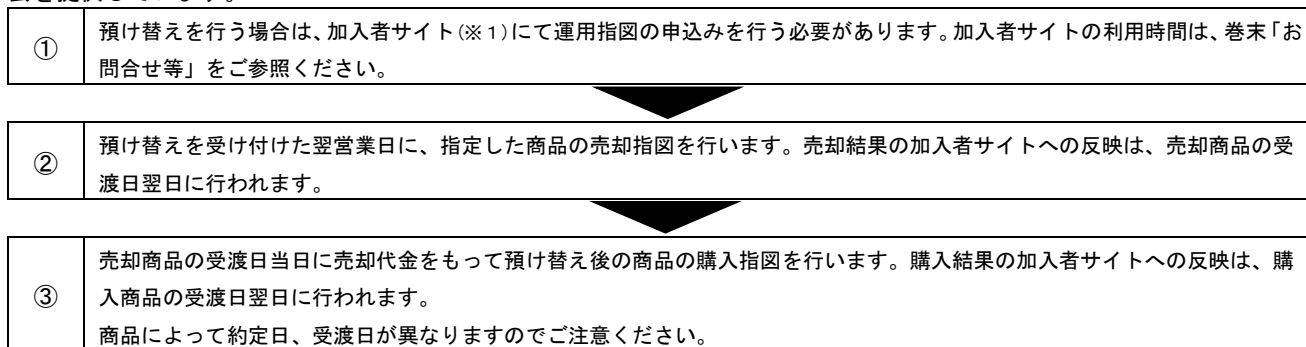 ①
預け替えを行う場合は、加入者サイト(※1)にて運用指図の申込みを行う必要があります。加入者サイトの利用時間は、巻末「お
問合せ等」をご参照ください。
②
預け替えを受け付けた翌営業日に、指定した商品の売却指図を行います。売却結果の加入者サイトへの反映は、売却商品の受
渡日翌日に行われます。
③
売却商品の受渡日当日に売却代金をもって預け替え後の商品の購入指図を行います。購入結果の加入者サイトへの反映は、購
入商品の受渡日翌日に行われます。
商品によって約定日、受渡日が異なりますのでご注意ください。